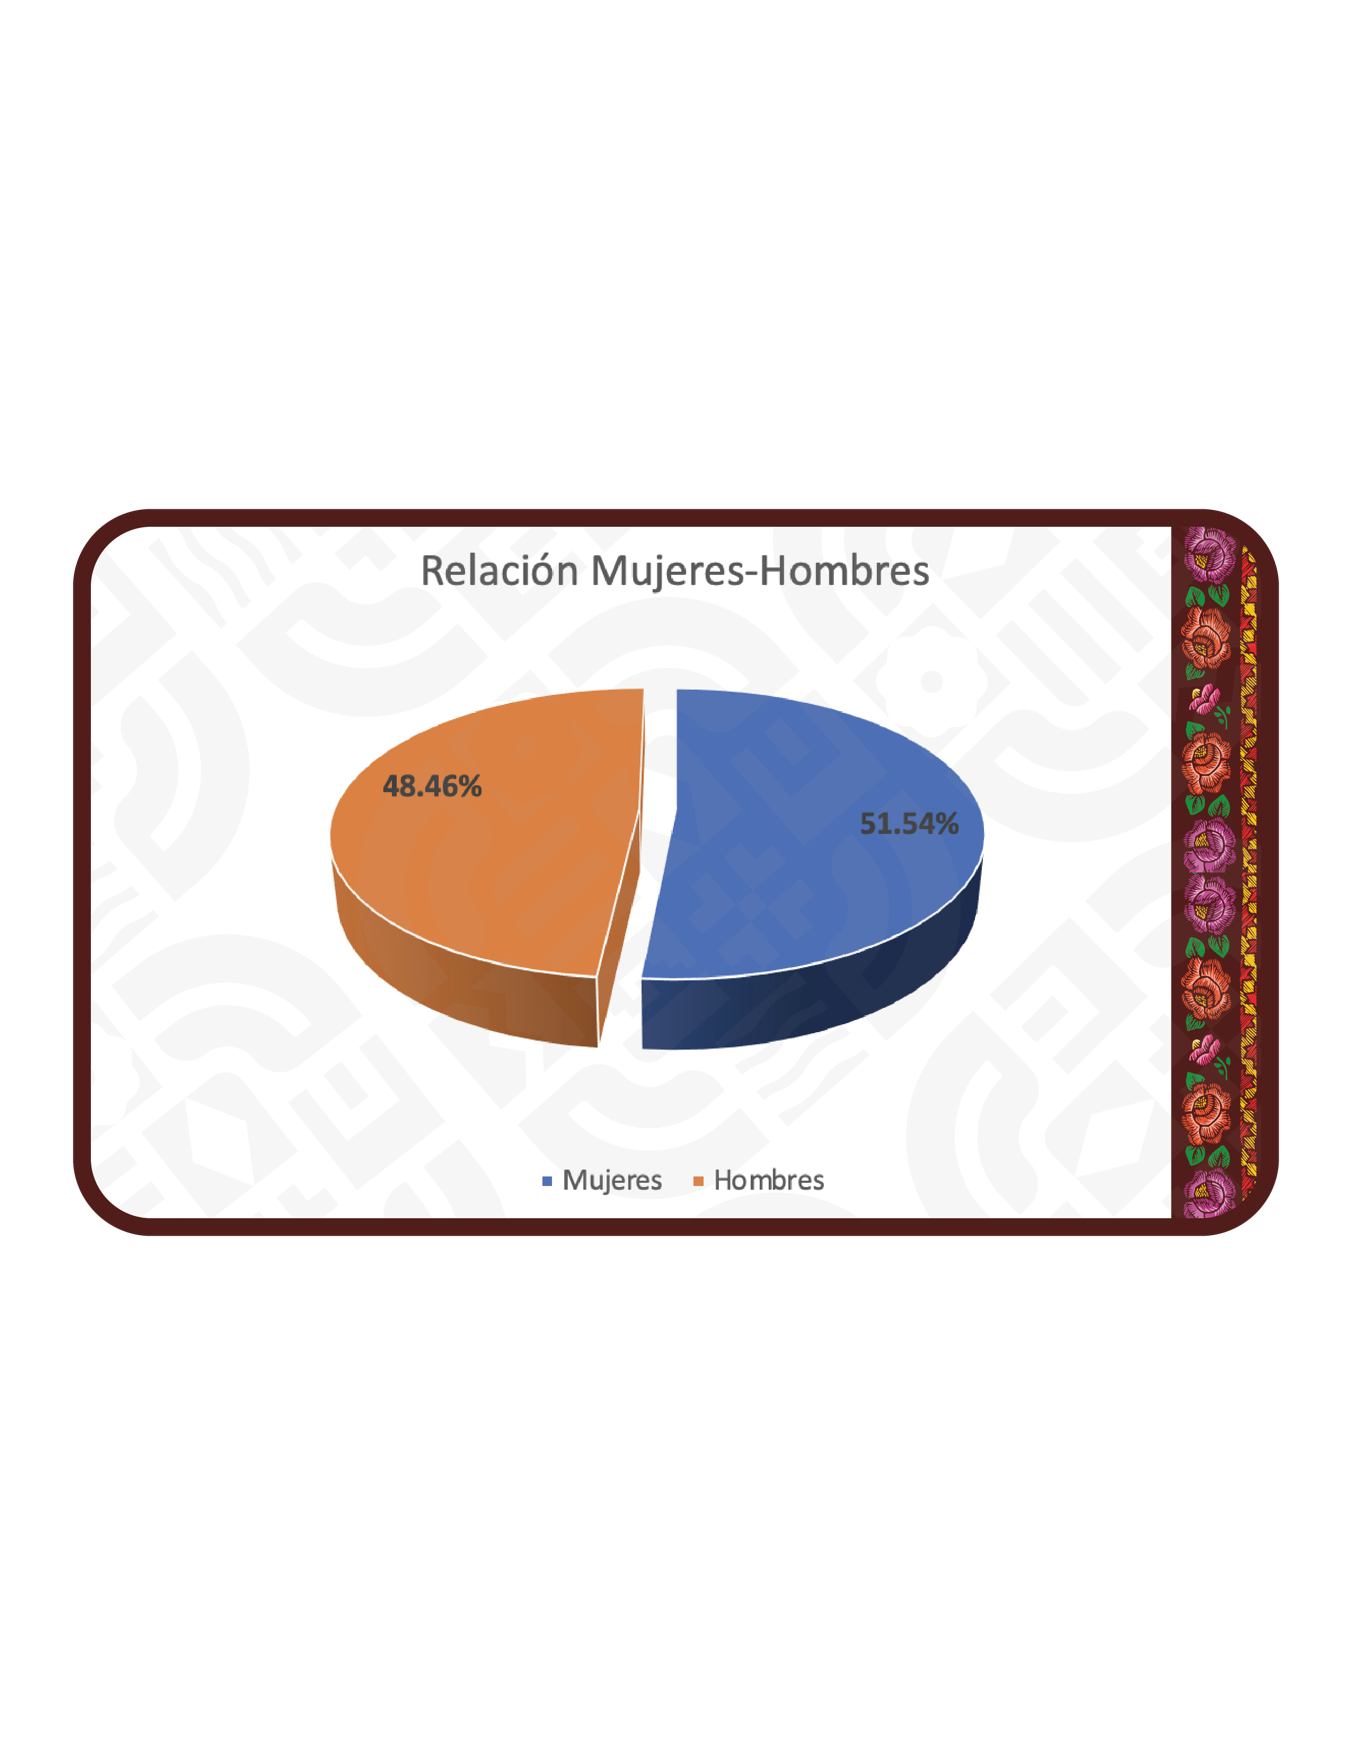 Relación Mujeres-Hombres
48.46%
51.54%
Mujeres Hombres